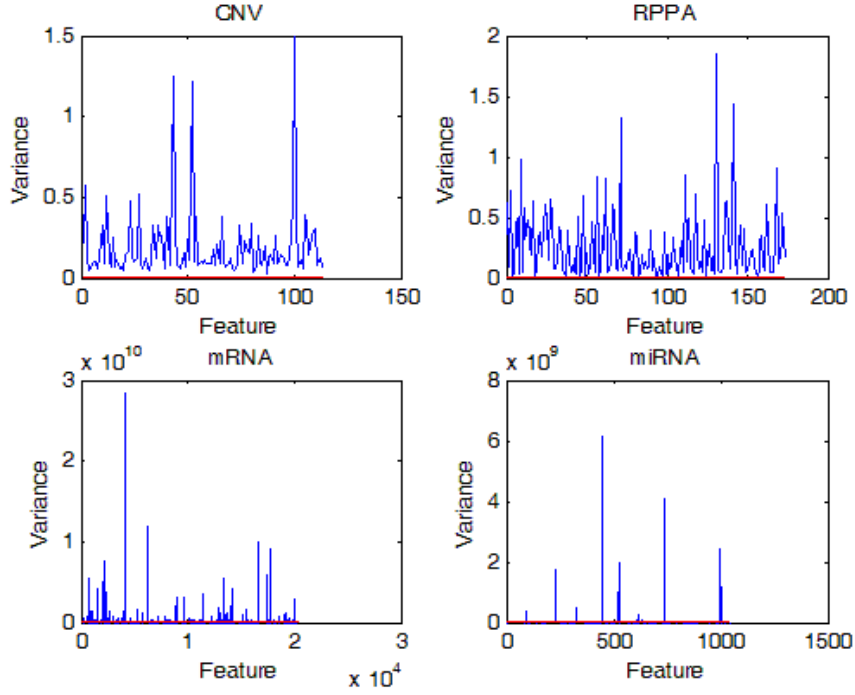 CNV
1.5
1
0.5
0
Variance
0
50
100
150
Feature
RPPA
2
1.5
1
0.5
0
Variance
0
50
100
150
200
Feature
x 10^10
mRNA
3
2
1
0
Variance
0
1
2
3
Feature
x 10^4
x 10^9
miRNA
8
6
4
2
0
Variance
0
500
1000
1500
Feature